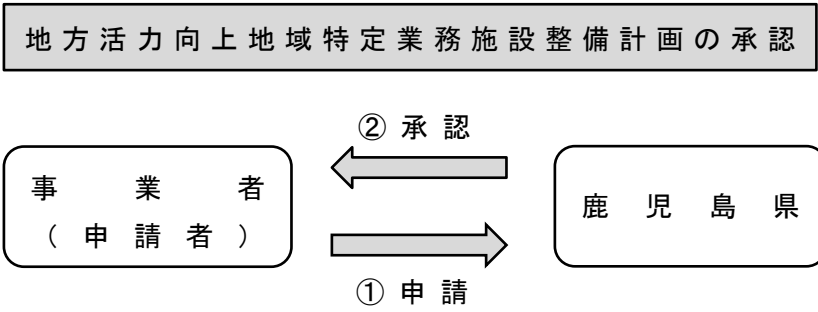 地方活力向上地域特定業務施設整備計画の承認
② 承認
事業者
（申請者）
鹿児島県
① 申請